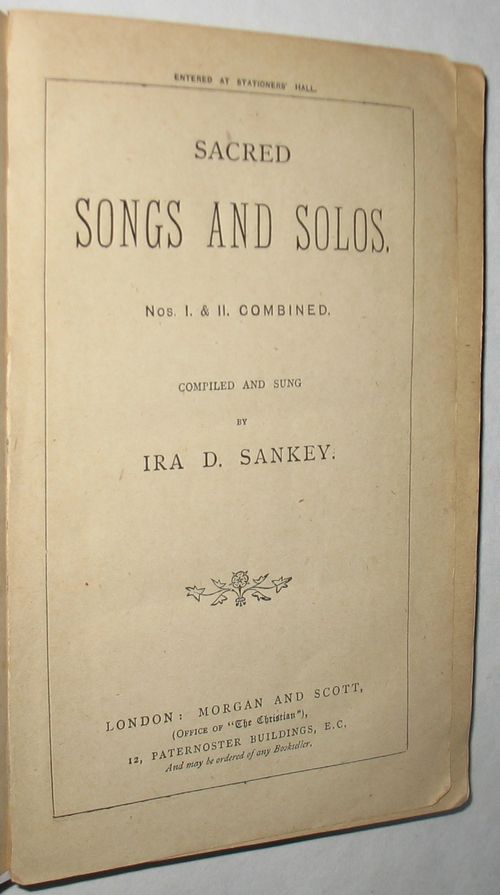 ENTERED AT STATIONERS' HALL.
SACRED
SONGS AND SOLOS.
Nos. I. & II. COMBINED.
COMPILED AND SUNG
BY
IRA D. SANKEY.
LONDON: MORGAN AND SCOTT,
(OFFICE OF "The Christian"),
12, PATERNOSTER BUILDINGS, E.C.
And may be ordered of any Bookseller.